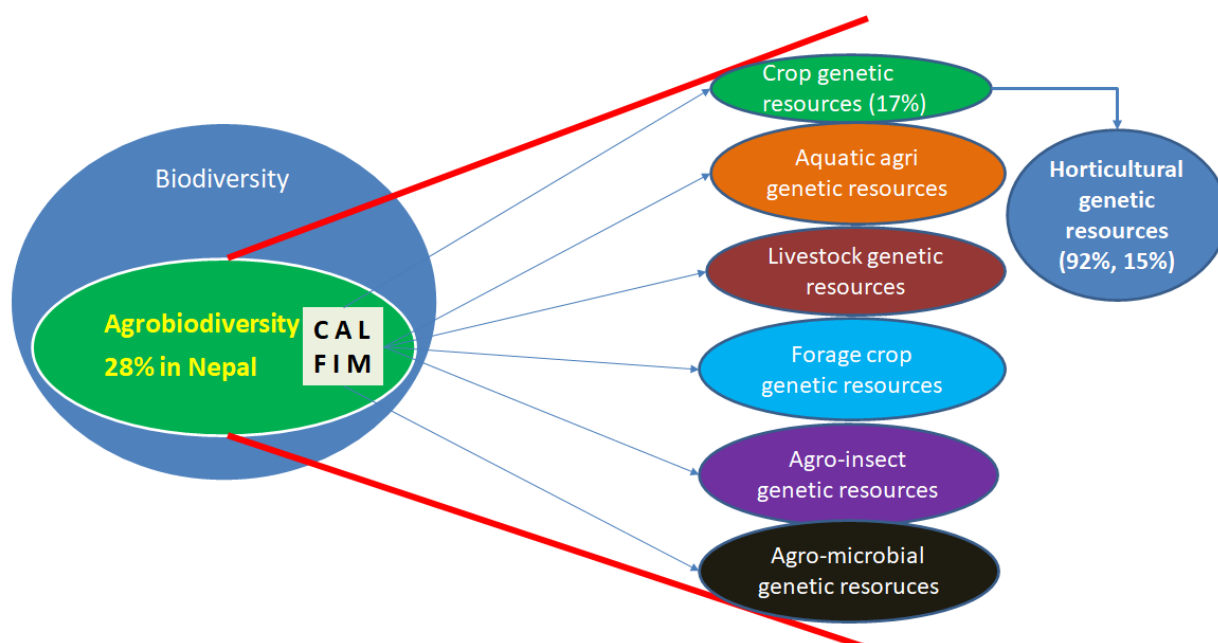 Biodiversity
Agrobiodiversity
28% in Nepal
C A L
F I M
Crop genetic
resources (17%)
Aquatic agri
genetic resources
Livestock genetic
resources
Forage crop
genetic resources
Agro-insect
genetic resources
Agro-microbial
genetic resoruces
Horticultural
genetic
resources
(92%, 15%)